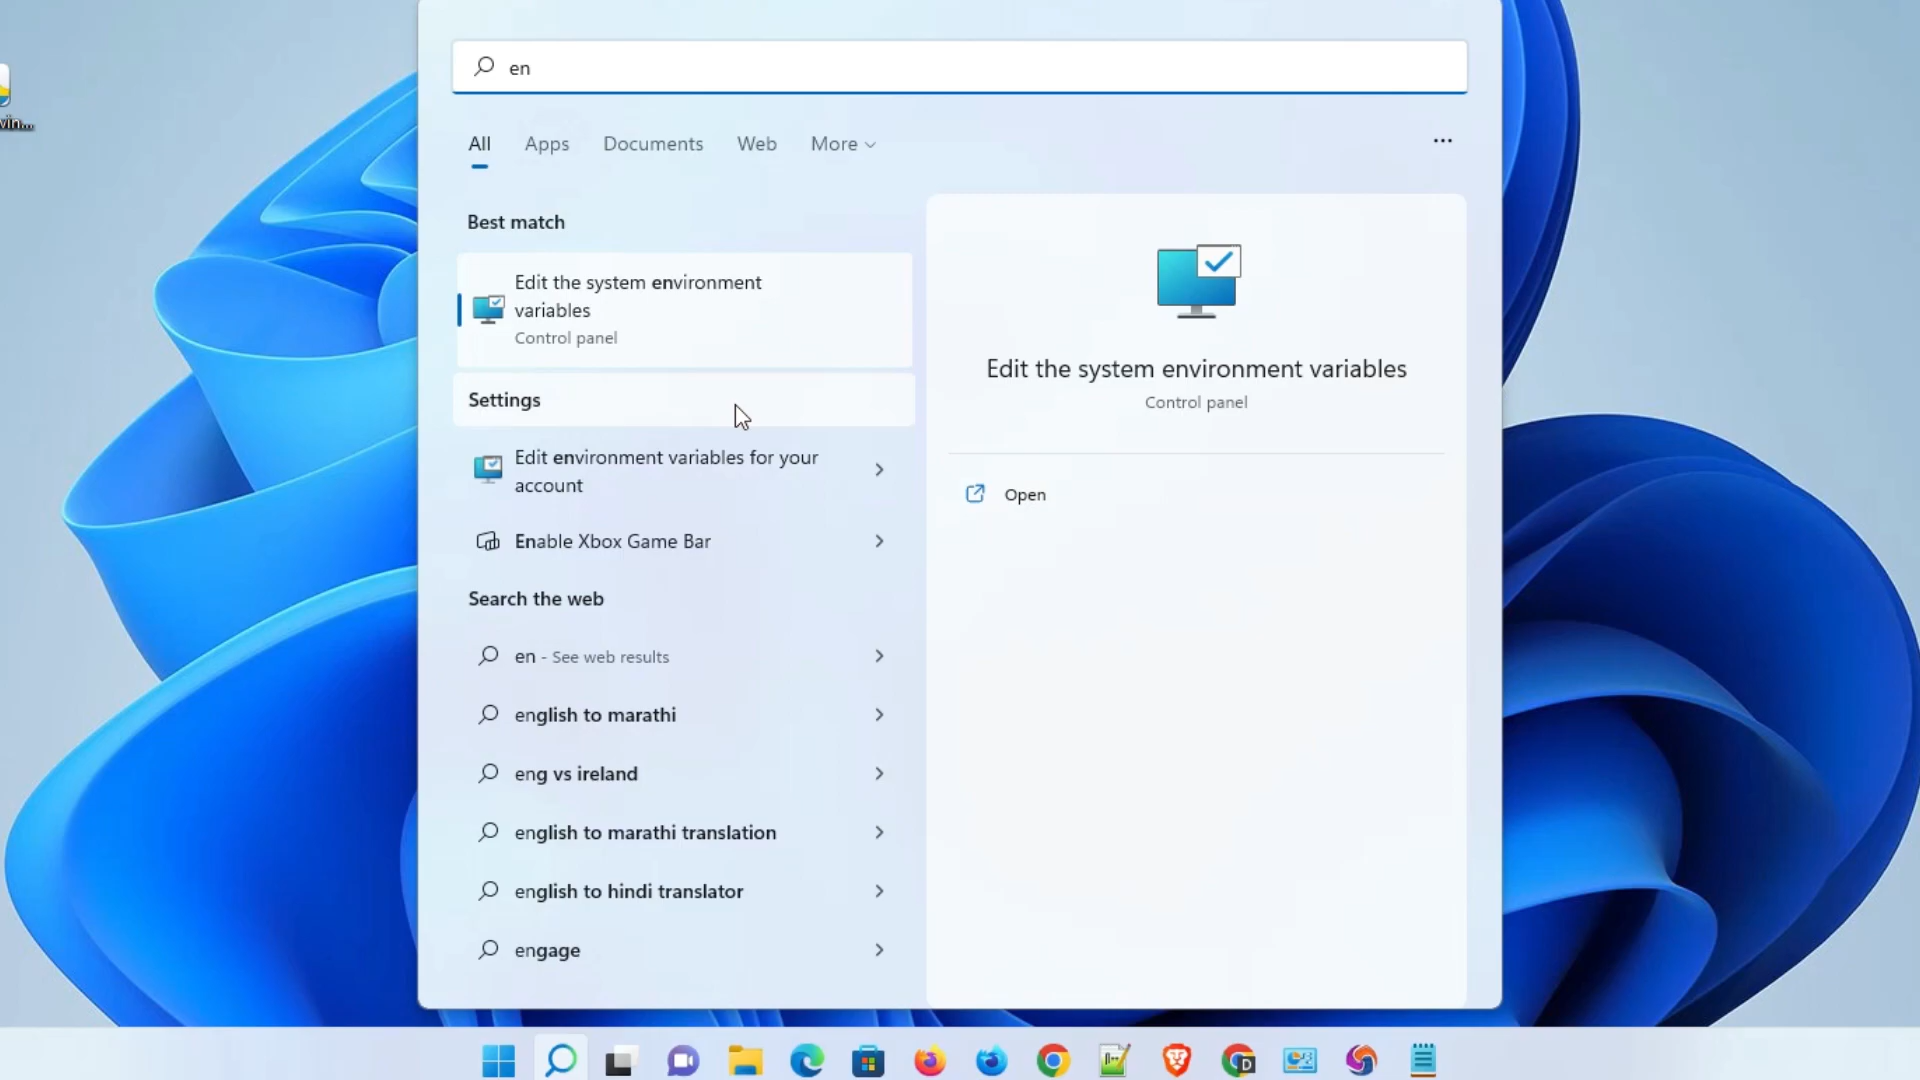 en
All Apps Documents Web More
Best match
Edit the system environment
variables
Control panel
Settings
Edit environment variables for your
account
Enable Xbox Game Bar
Search the web
en - See web results
english to marathi
eng vs ireland
english to marathi translation
english to hindi translator
engage
Edit the system environment variables
Control panel
Open
D